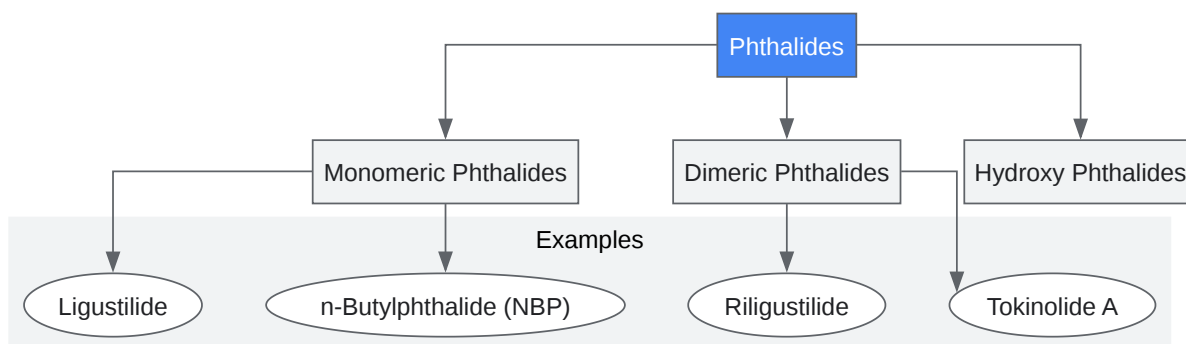 Phthalides
Monomeric Phthalides
Dimeric Phthalides
Hydroxy Phthalides
Examples
Ligustilide
n-Butylphthalide (NBP)
Riligustilide
Tokinolide A